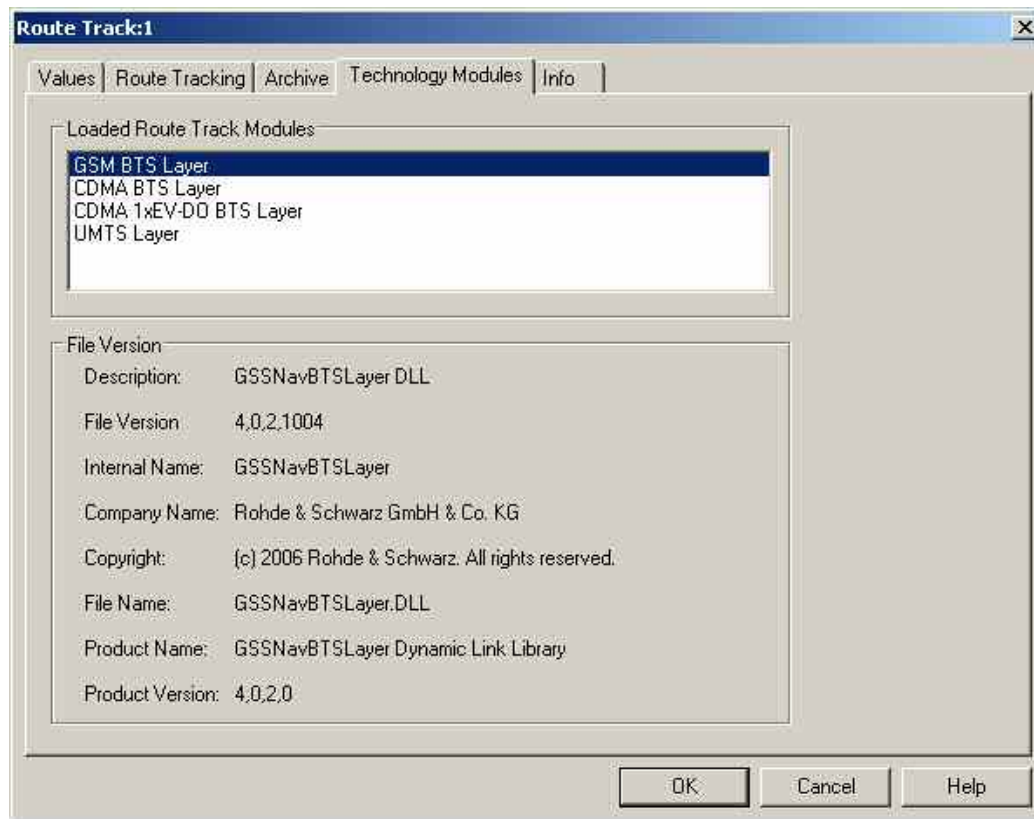 Route Track:1
Values Route Tracking Archive Technology Modules Info
Loaded Route Track Modules
GSM BTS Layer
CDMA BTS Layer
CDMA 1xEV-DO BTS Layer
UMTS Layer
File Version
Description: GSSNavBTSLayer DLL
File Version 4,0,2,1004
Internal Name: GSSNavBTSLayer
Company Name: Rohde & Schwarz GmbH & Co. KG
Copyright: (c) 2006 Rohde & Schwarz. All rights reserved.
File Name: GSSNavBTSLayer.DLL
Product Name: GSSNavBTSLayer Dynamic Link Library
Product Version: 4,0,2,0
OK Cancel Help